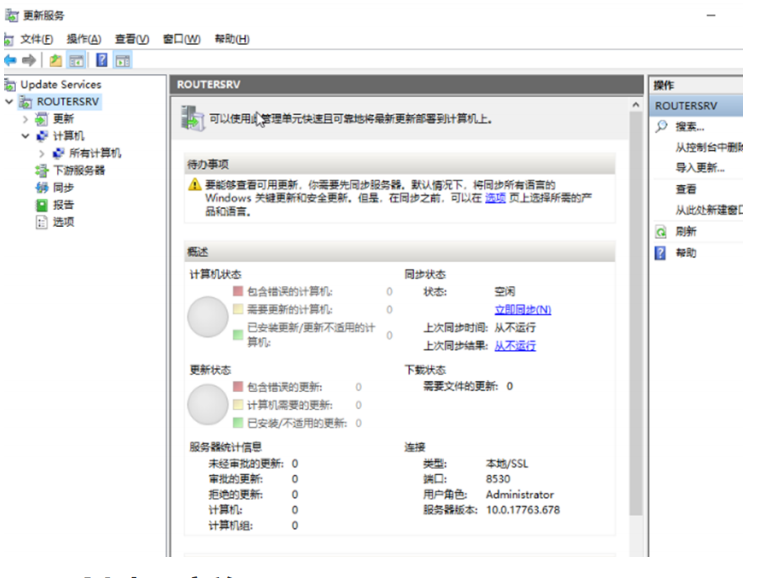 更新服务
文件(F) 操作(A) 查看(V) 窗口(W) 帮助(H)
Update Services
ROUTERSRV
更新
计算机
所有计算机
下游服务器
同步
报告
选项
ROUTERSRV
可以使用此管理单元快速且可靠地将最新更新部署到计算机上。
待办事项
要能够查看可用更新，你需要先同步服务器。默认情况下，将同步所有语言的
Windows 关键更新和安全更新。但是，在同步之前，可以在 选项 页上选择所需的产
品和语言。
概述
计算机状态
包含错误的计算机: 0
需要更新的计算机: 0
已安装更新/更新不适用的计
算机: 0
同步状态
状态: 空闲
立即同步(N)
上次同步时间: 从不运行
上次同步结果: 从不运行
更新状态
包含错误的更新: 0
计算机需要的更新: 0
已安装/不适用的更新: 0
下载状态
需要文件的更新: 0
服务器统计信息
未经审批的更新: 0
审批的更新: 0
拒绝的更新: 0
计算机: 0
计算机组: 0
连接
类型: 本地/SSL
端口: 8530
用户角色: Administrator
服务器版本: 10.0.17763.678
操作
ROUTERSRV
搜索...
从控制台中删
导入更新...
查看
从此处新建窗
刷新
帮助